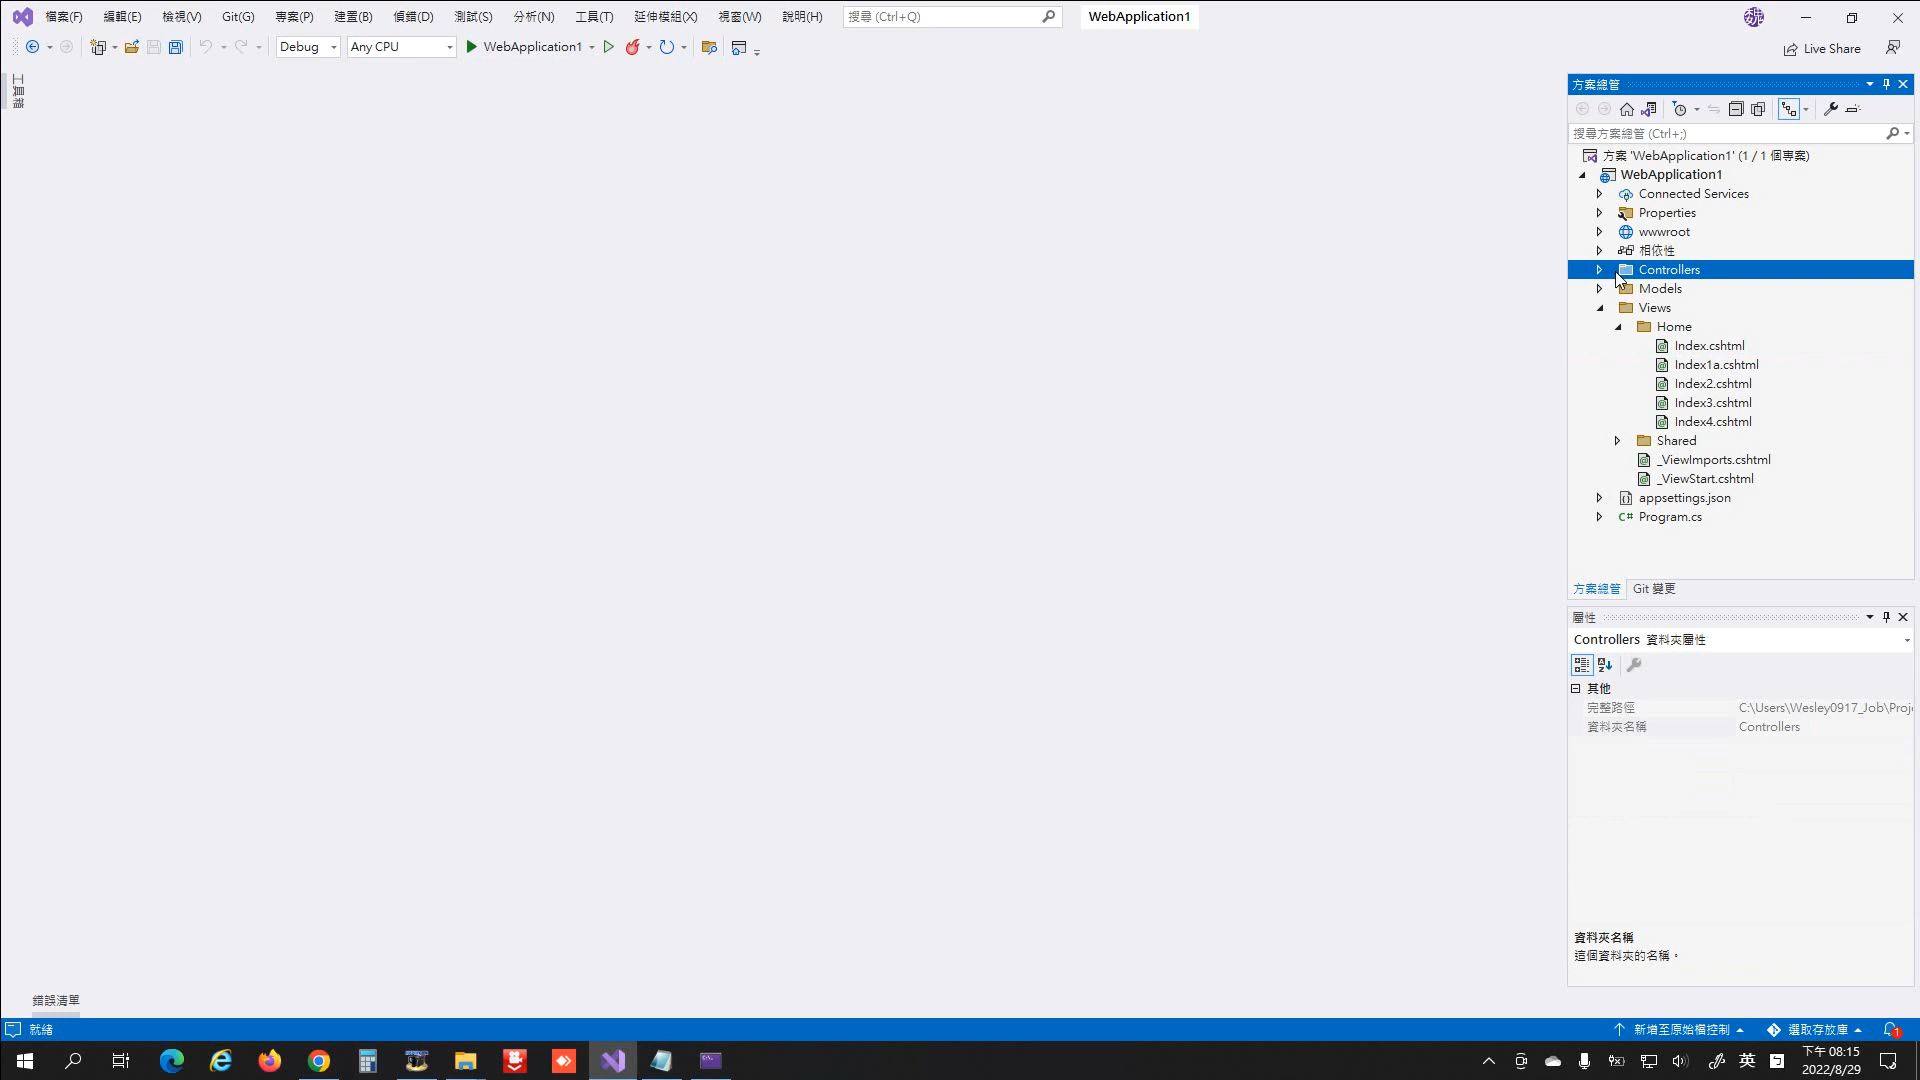 檔案(F) 編輯(E) 檢視(V) Git(G) 專案(P) 建置(B) 偵錯(D) 測試(S) 分析(N) 工具(T) 延伸模組(X) 視窗(W) 說明(H) 搜尋 (Ctrl+Q) WebApplication1
Debug Any CPU WebApplication1 Live Share
工具箱
方案總管
搜尋方案總管 (Ctrl+;)
方案 'WebApplication1' (1 / 1 個專案)
WebApplication1
Connected Services
Properties
wwwroot
相依性
Controllers
Models
Views
Home
Index.cshtml
Index1a.cshtml
Index2.cshtml
Index3.cshtml
Index4.cshtml
Shared
_ViewImports.cshtml
_ViewStart.cshtml
appsettings.json
C# Program.cs
方案總管 Git 變更
屬性
Controllers 資料夾屬性
其他
完整路徑 C:\Users\Wesley0917_Job\Proj
資料夾名稱 Controllers
資料夾名稱
這個資料夾的名稱。
錯誤清單
就緒 新增至原始檔控制 選取存放庫 1
英 下午 08:15
2022/8/29